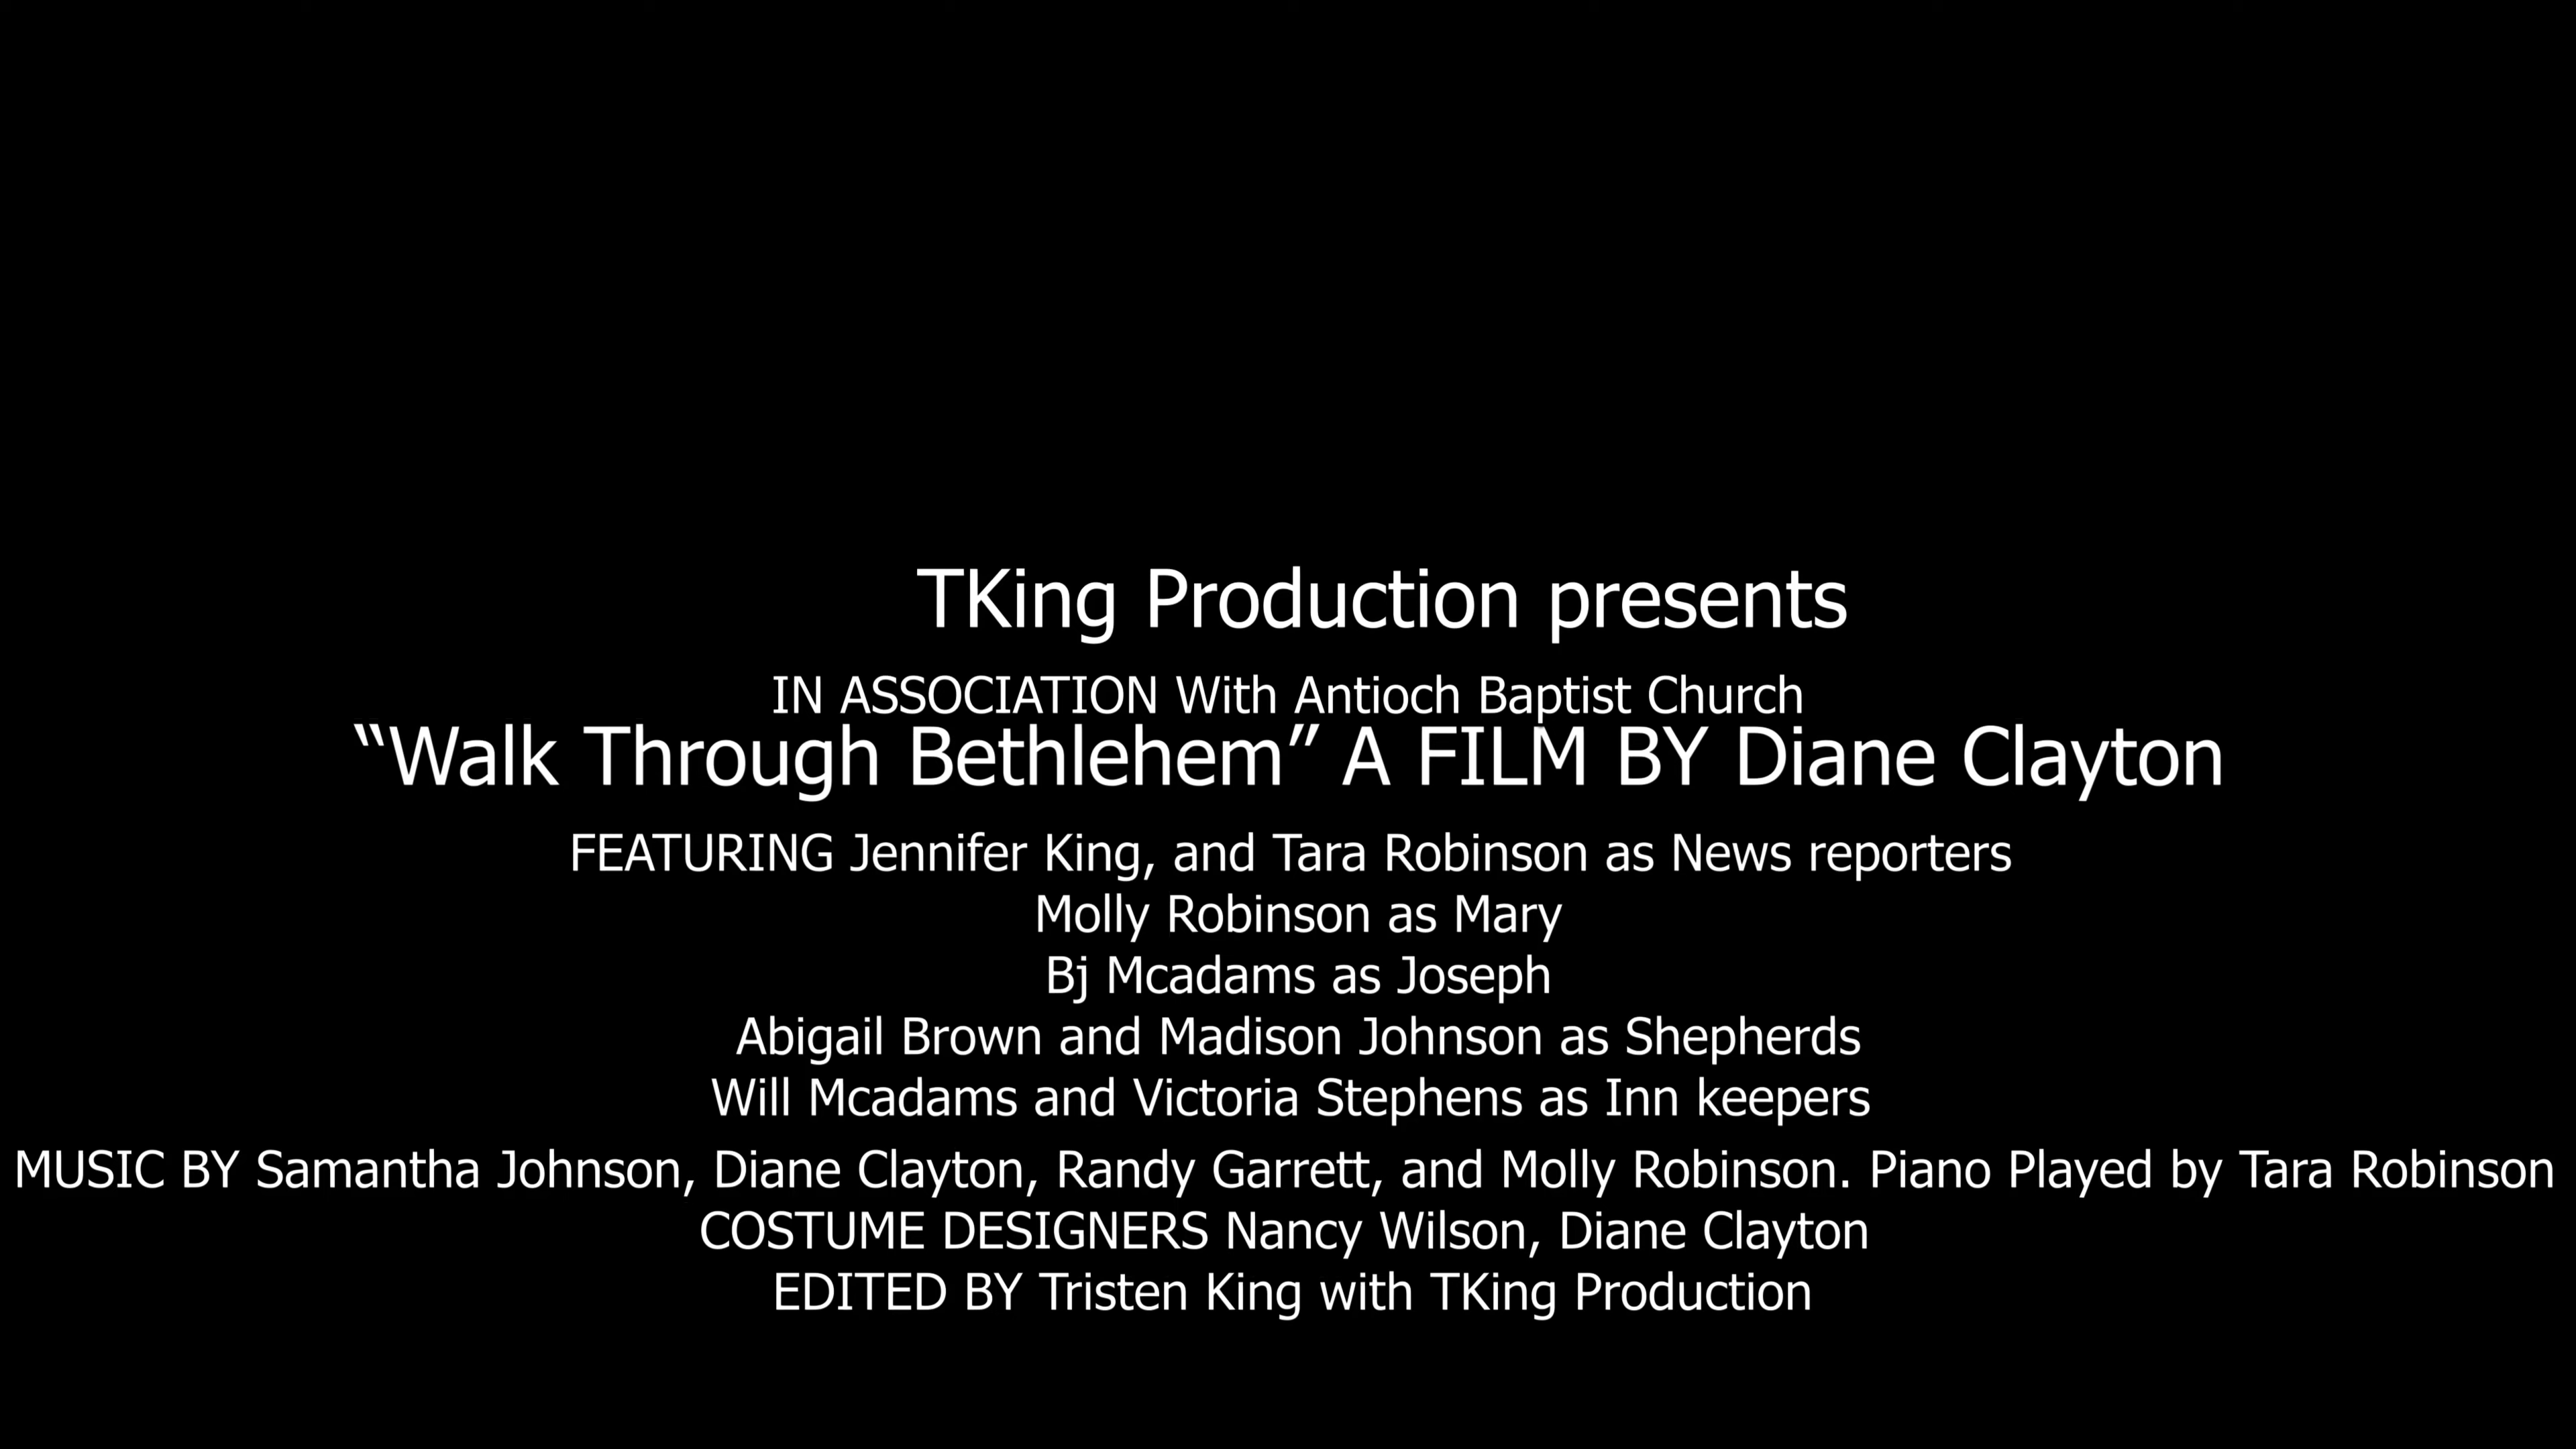 TKing Production presents
IN ASSOCIATION With Antioch Baptist Church
“Walk Through Bethlehem” A FILM BY Diane Clayton
FEATURING Jennifer King, and Tara Robinson as News reporters
Molly Robinson as Mary
Bj Mcadams as Joseph
Abigail Brown and Madison Johnson as Shepherds
Will Mcadams and Victoria Stephens as Inn keepers
MUSIC BY Samantha Johnson, Diane Clayton, Randy Garrett, and Molly Robinson. Piano Played by Tara Robinson
COSTUME DESIGNERS Nancy Wilson, Diane Clayton
EDITED BY Tristen King with TKing Production